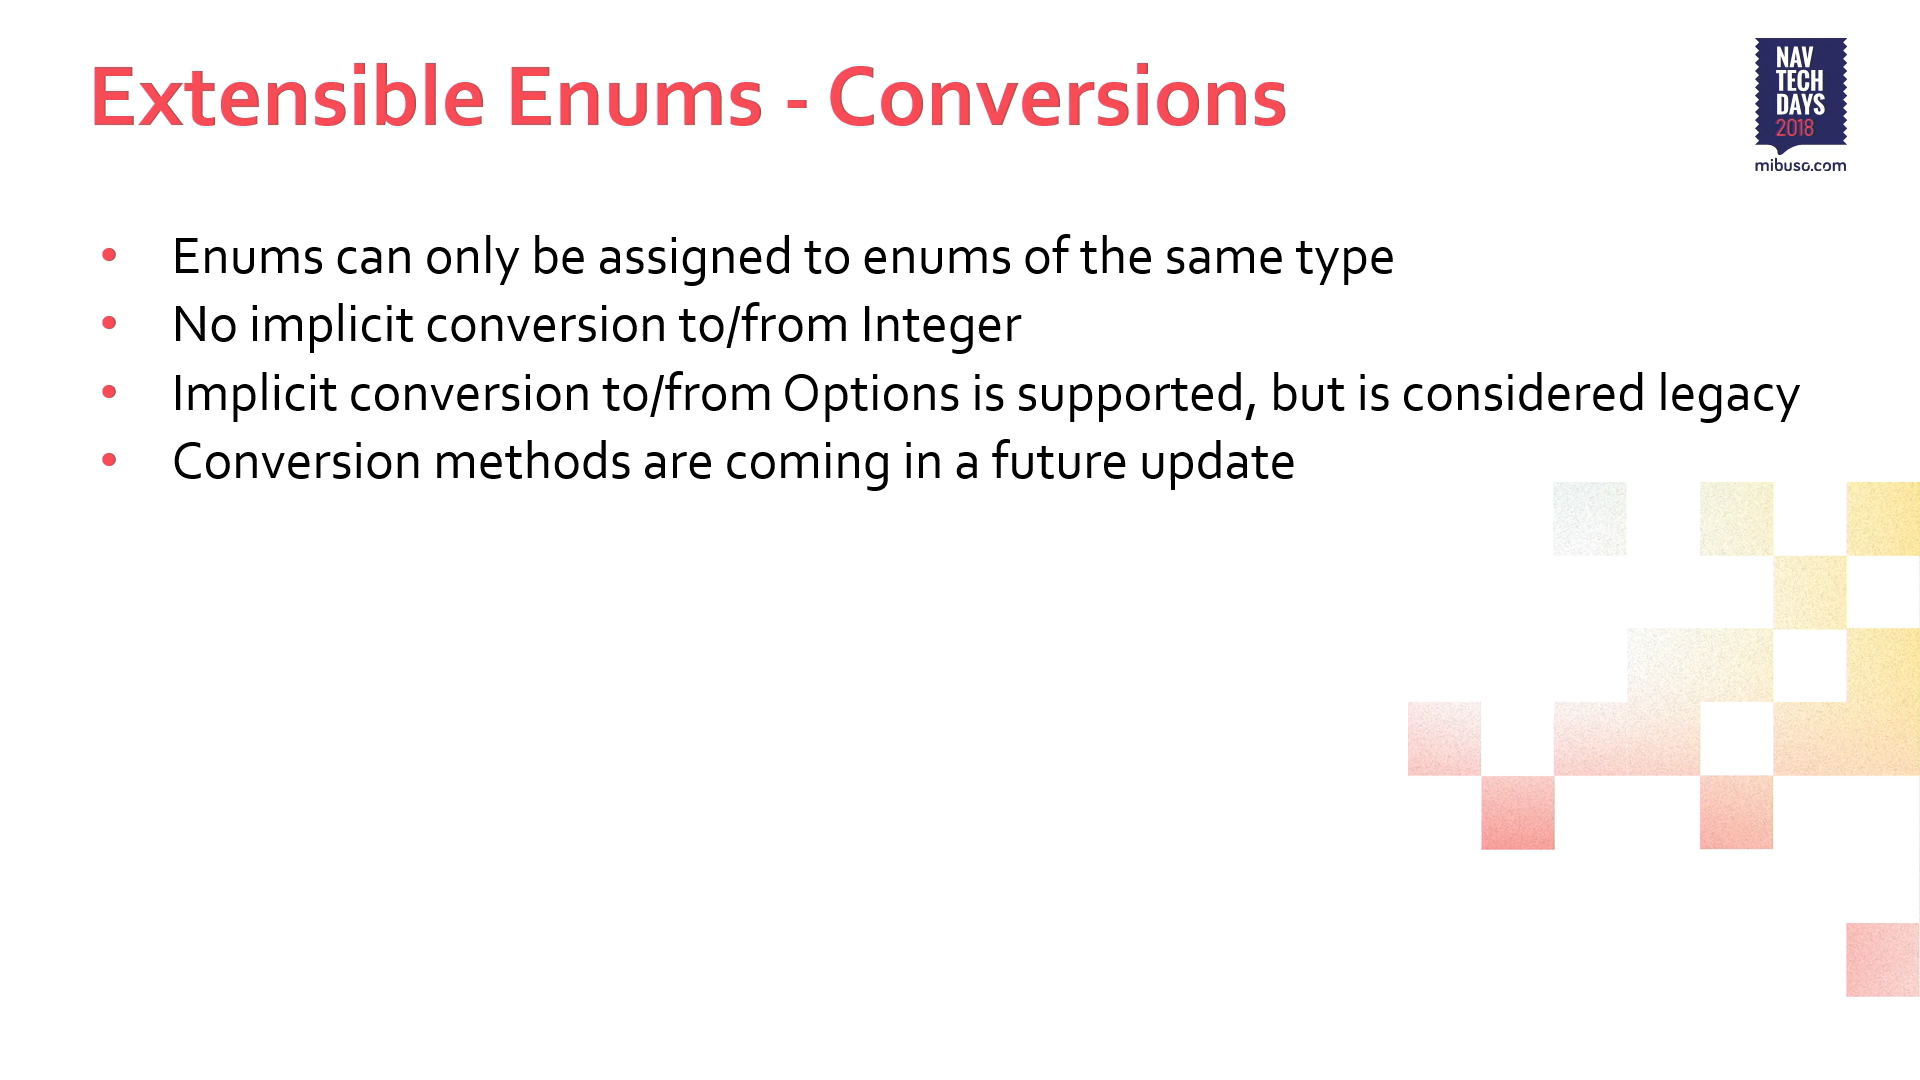 Extensible Enums - Conversions
NAV
TECH
DAYS
2018
mibuso.com
Enums can only be assigned to enums of the same type
No implicit conversion to/from Integer
Implicit conversion to/from Options is supported, but is considered legacy
Conversion methods are coming in a future update